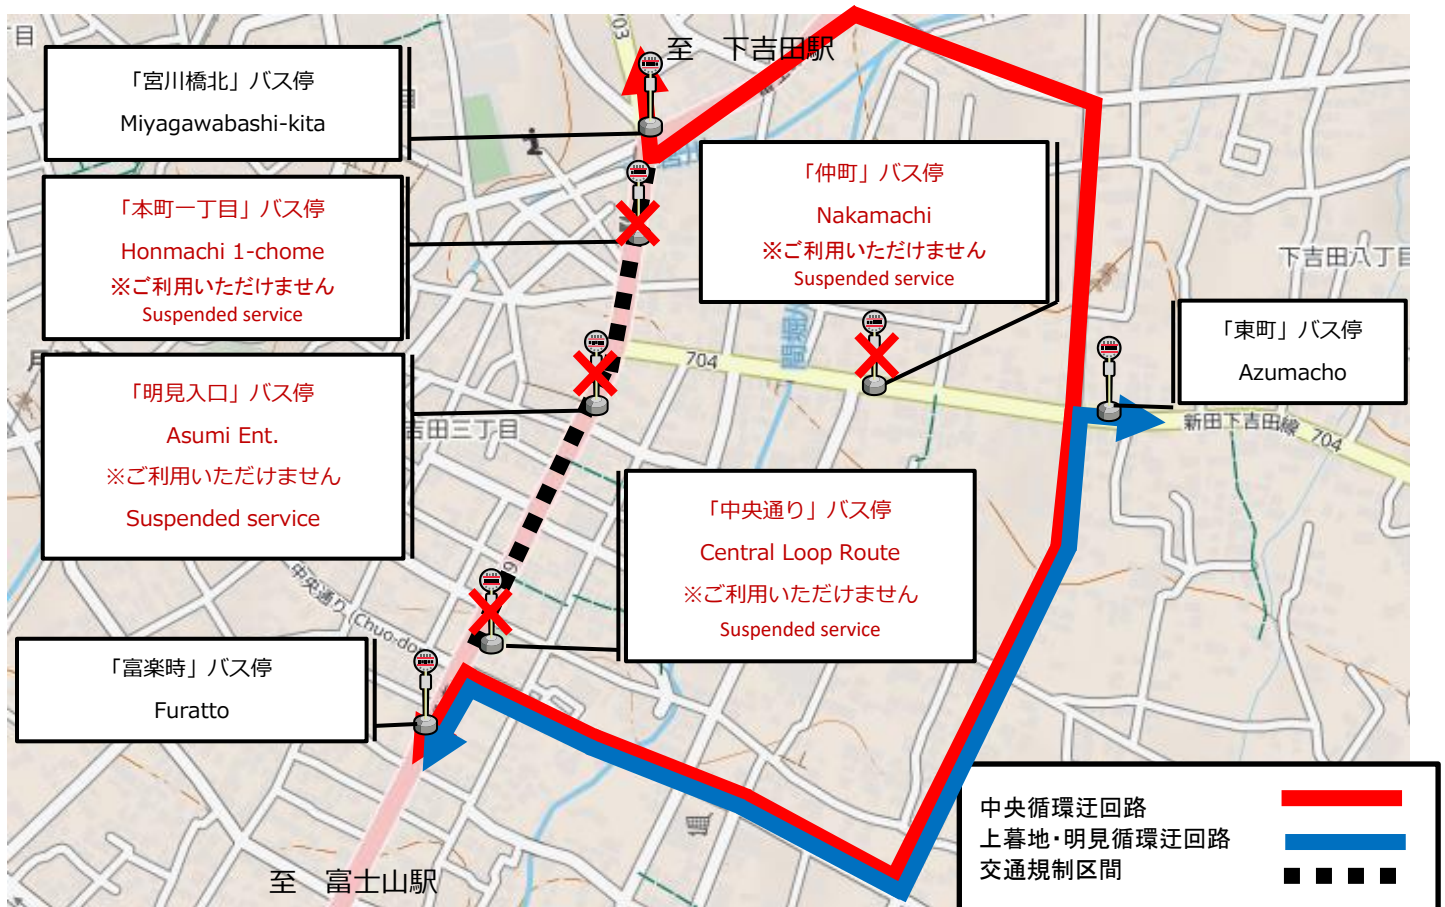 目
703
至　下吉田駅
「宮川橋北」バス停
Miyagawabashi-kita
「本町一丁目」バス停
Honmachi 1-chome
※ご利用いただけません
Suspended service
「仲町」バス停
Nakamachi
※ご利用いただけません
Suspended service
下吉田八丁目
「東町」バス停
Azumacho
704
新田下吉田線
704
「明見入口」バス停
Asumi Ent.
※ご利用いただけません
Suspended service
吉田三丁目
「中央通り」バス停
Central Loop Route
※ご利用いただけません
Suspended service
中央通り (Chuo-do
「富楽時」バス停
Furatto
至　富士山駅
中央循環迂回路
上暮地・明見循環迂回路
交通規制区間